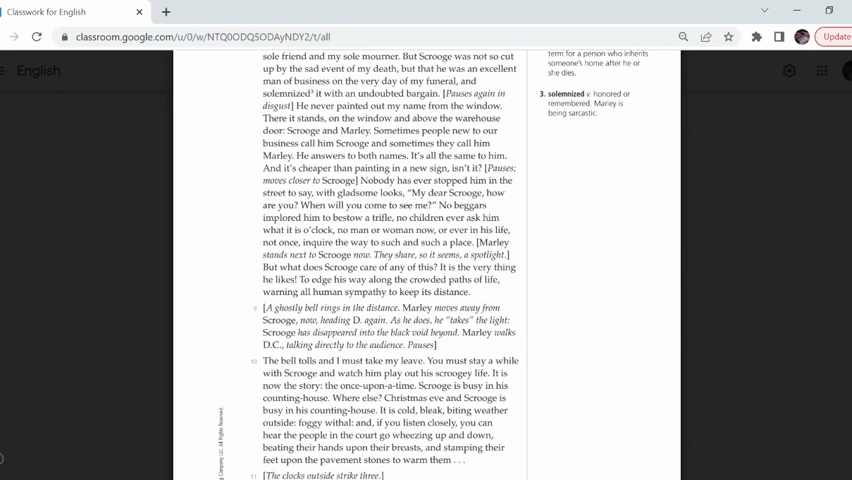 Classwork for English
classroom.google.com/u/0/w/NTQ0ODQ5ODAyNDY2/t/all
Update
English
sole friend and my sole mourner. But Scrooge was not so cut
up by the sad event of my death, but that he was an excellent
man of business on the very day of my funeral, and
solemnized³ it with an undoubted bargain. [Pauses again in
disgust] He never painted out my name from the window.
There it stands, on the window and above the warehouse
door: Scrooge and Marley. Sometimes people new to our
business call him Scrooge and sometimes they call him
Marley. He answers to both names. It's all the same to him.
And it's cheaper than painting in a new sign, isn't it? [Pauses;
moves closer to Scrooge] Nobody has ever stopped him in the
street to say, with gladsome looks, "My dear Scrooge, how
are you? When will you come to see me?" No beggars
implored him to bestow a trifle, no children ever ask him
what it is o'clock, no man or woman now, or ever in his life,
not once, inquire the way to such and such a place. [Marley
stands next to Scrooge now. They share, so it seems, a spotlight.]
But what does Scrooge care of any of this? It is the very thing
he likes! To edge his way along the crowded paths of life,
warning all human sympathy to keep its distance.
9 [A ghostly bell rings in the distance. Marley moves away from
Scrooge, now, heading D. again. As he does, he "takes" the light:
Scrooge has disappeared into the black void beyond. Marley walks
D.C., talking directly to the audience. Pauses]
10 The bell tolls and I must take my leave. You must stay a while
with Scrooge and watch him play out his scroogey life. It is
now the story: the once-upon-a-time. Scrooge is busy in his
counting-house. Where else? Christmas eve and Scrooge is
busy in his counting-house. It is cold, bleak, biting weather
outside: foggy withal: and, if you listen closely, you can
hear the people in the court go wheezing up and down,
beating their hands upon their breasts, and stamping their
feet upon the pavement stones to warm them . . .
11 [The clocks outside strike three.]
term for a person who inherits
someone's home after he or
she dies.
3. solemnized v. honored or
remembered. Marley is
being sarcastic.
Company LLC. All Rights Reserved.